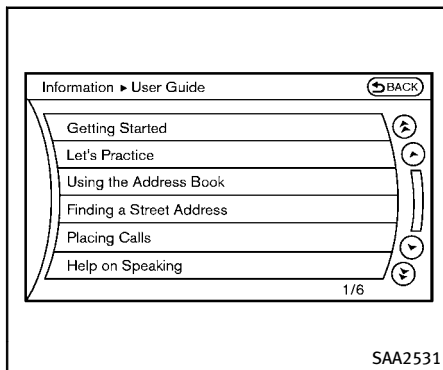 Information ▸ User Guide
BACK
Getting Started
Let's Practice
Using the Address Book
Finding a Street Address
Placing Calls
Help on Speaking
1/6
SAA2531